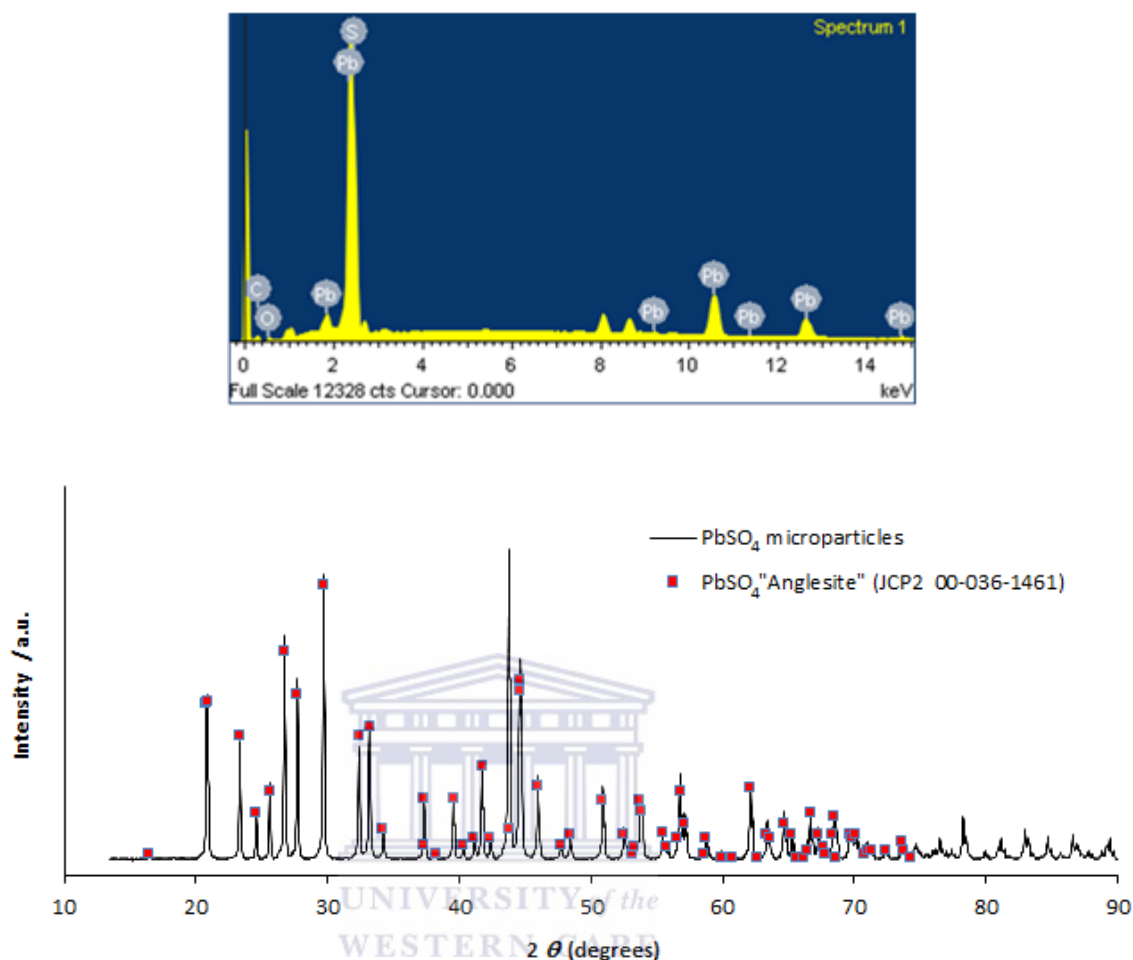 Spectrum 1
S
Pb
C
O
Pb
Pb
Pb
Pb
Pb
Pb
0 2 4 6 8 10 12 14
Full Scale 12328 cts Cursor: 0.000 keV
Intensity / a.u.
PbSO₄ microparticles
PbSO₄"Anglesite" (JCP2 00-036-1461)
10 20 30 40 50 60 70 80 90
2 θ (degrees)
UNIVERSITY of the
WESTERN CAPE